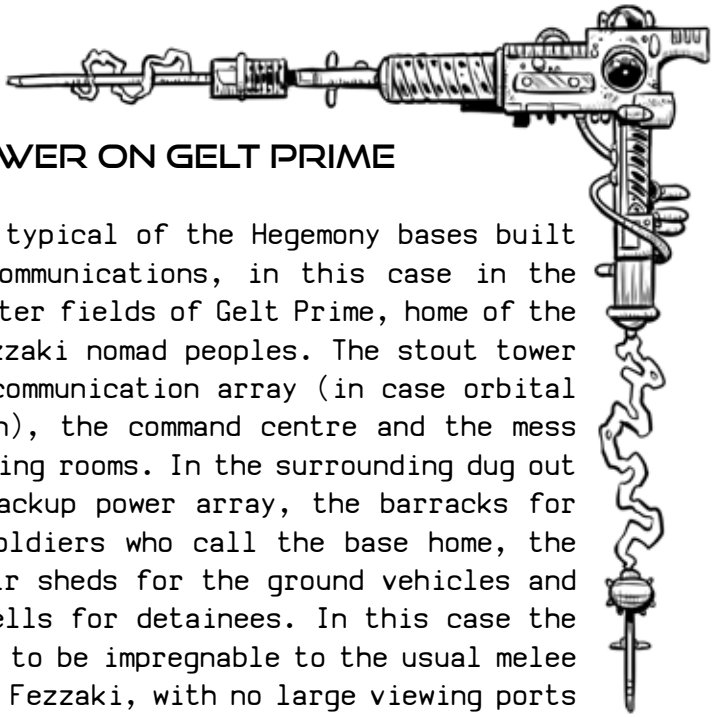 WER ON GELT PRIME
typical of the Hegemony bases built
ommunications, in this case in the
ter fields of Gelt Prime, home of the
zzaki nomad peoples. The stout tower
communication array (in case orbital
n), the command centre and the mess
ing rooms. In the surrounding dug out
ackup power array, the barracks for
oldiers who call the base home, the
ir sheds for the ground vehicles and
ells for detainees. In this case the
to be impregnable to the usual melee
Fezzaki, with no large viewing ports